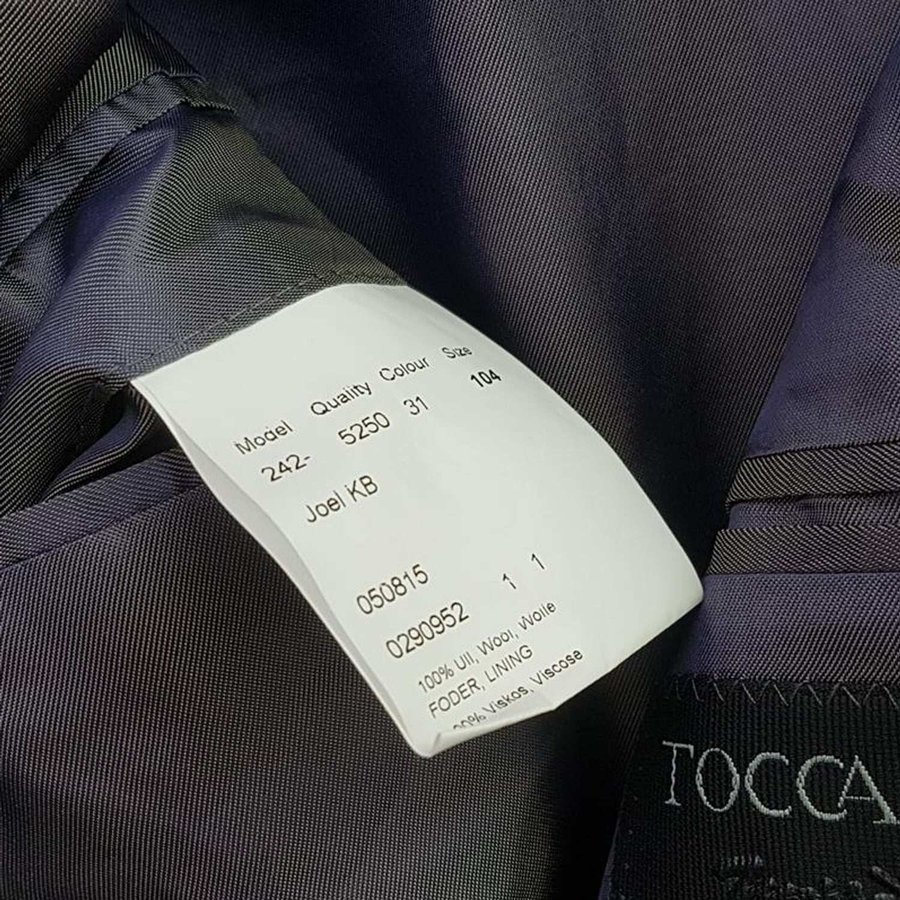 Model Quality Colour Size
242- 5250 31 104
Joel KB
050815
0290952 1 1
100% Ull, Wool, Wolle
FODER, LINING
Viskos, Viscose
TOCCA